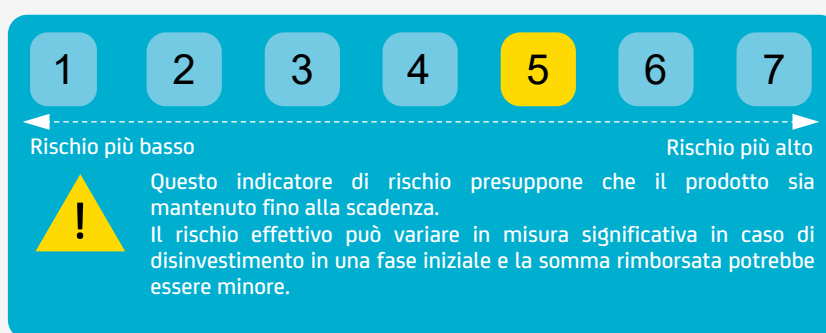 1 2 3 4 5 6 7
Rischio più basso Rischio più alto
Questo indicatore di rischio presuppone che il prodotto sia
mantenuto fino alla scadenza.
!
Il rischio effettivo può variare in misura significativa in caso di
disinvestimento in una fase iniziale e la somma rimborsata potrebbe
essere minore.